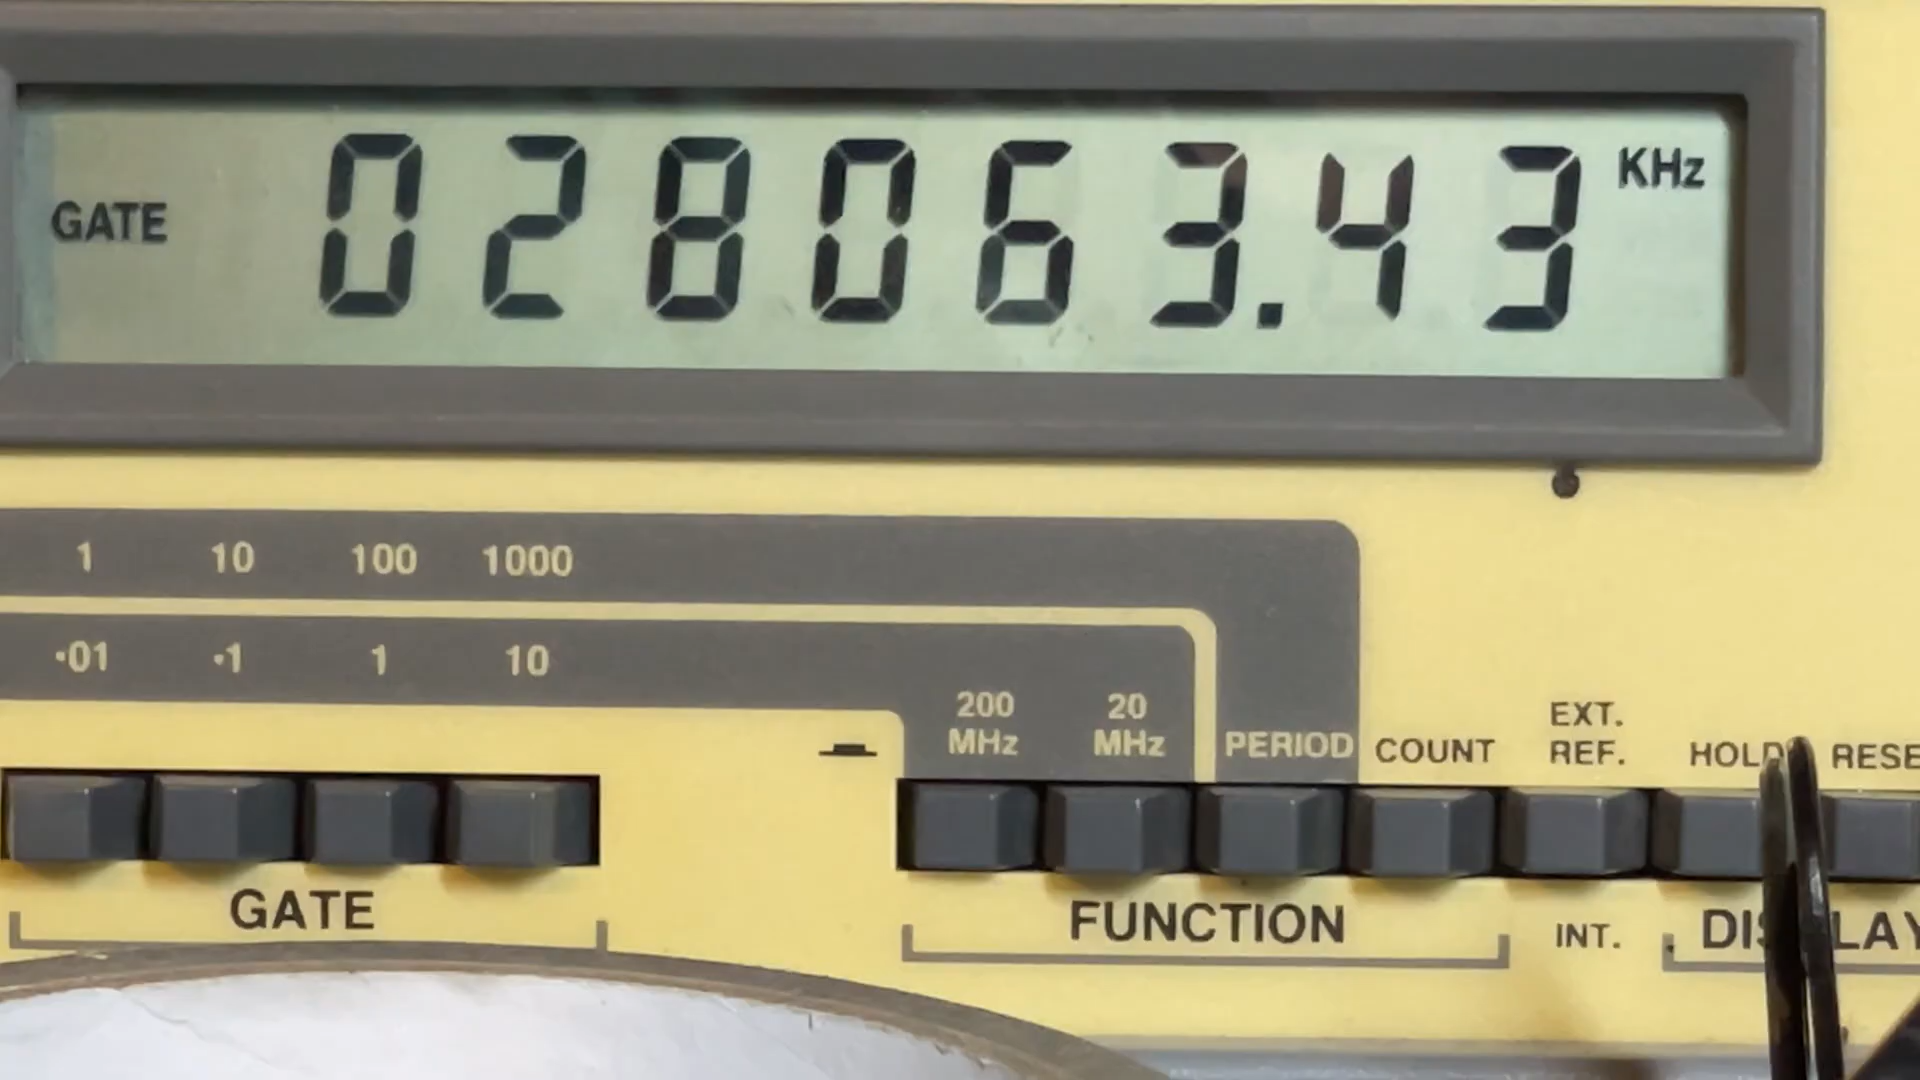 GATE 028063.43 KHz
1 10 100 1000
·01 ·1 1 10
200 MHz
20 MHz
PERIOD
COUNT
EXT. REF.
HOLD
RESE
GATE
FUNCTION
INT.
DISPLAY